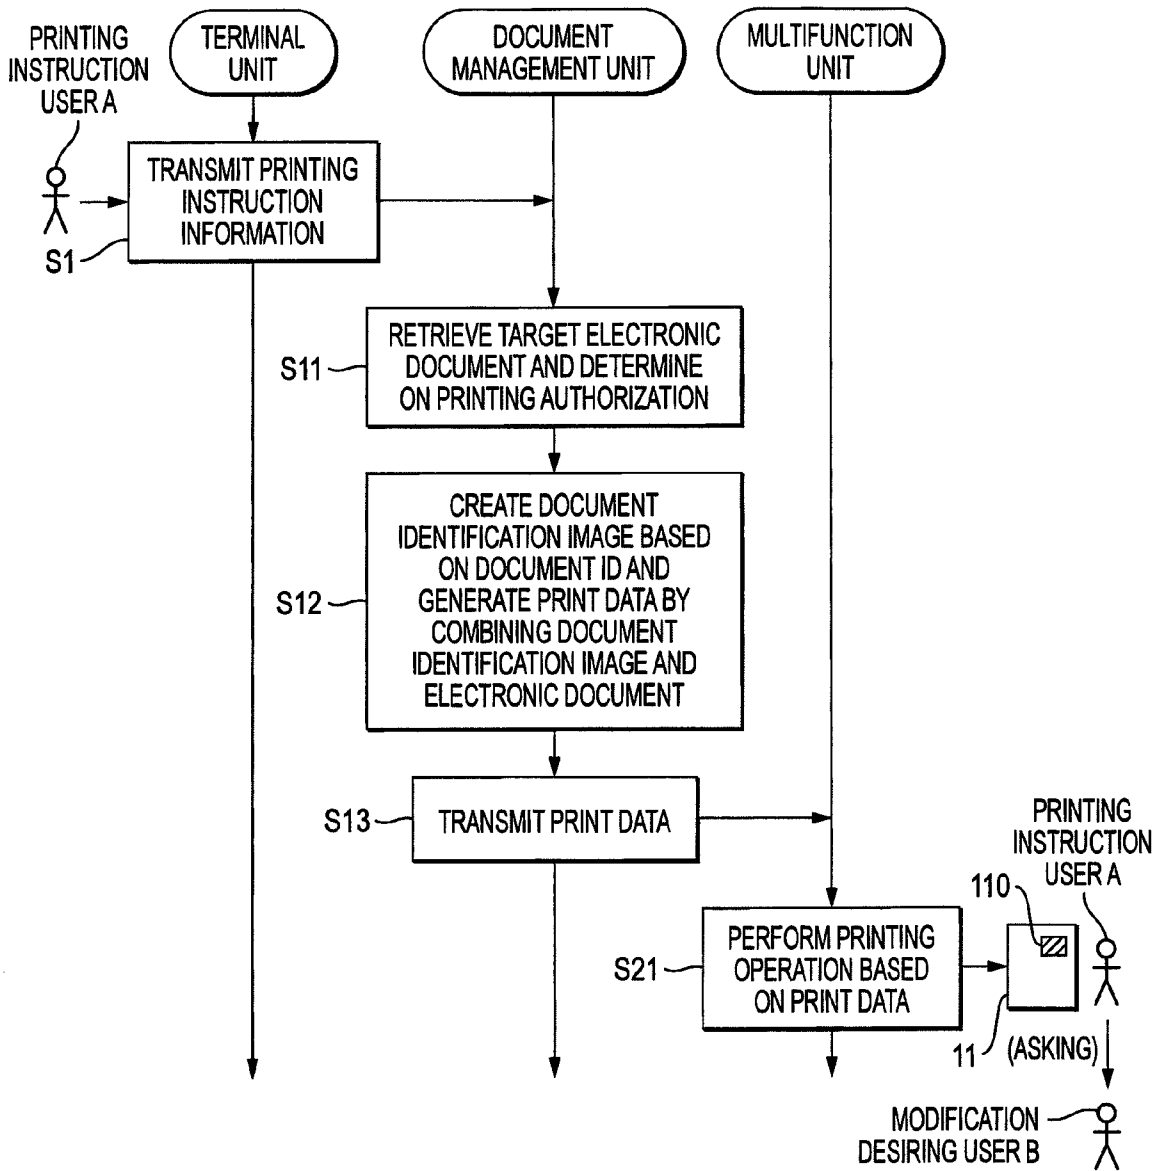 PRINTING
INSTRUCTION
USER A
TERMINAL
UNIT
DOCUMENT
MANAGEMENT UNIT
MULTIFUNCTION
UNIT
TRANSMIT PRINTING
INSTRUCTION
INFORMATION
S1
RETRIEVE TARGET ELECTRONIC
DOCUMENT AND DETERMINE
ON PRINTING AUTHORIZATION
S11
CREATE DOCUMENT
IDENTIFICATION IMAGE BASED
ON DOCUMENT ID AND
GENERATE PRINT DATA BY
COMBINING DOCUMENT
IDENTIFICATION IMAGE AND
ELECTRONIC DOCUMENT
S12
S13
TRANSMIT PRINT DATA
PRINTING
INSTRUCTION
USER A
110
PERFORM PRINTING
OPERATION BASED
ON PRINT DATA
S21
11
(ASKING)
MODIFICATION
DESIRING USER B